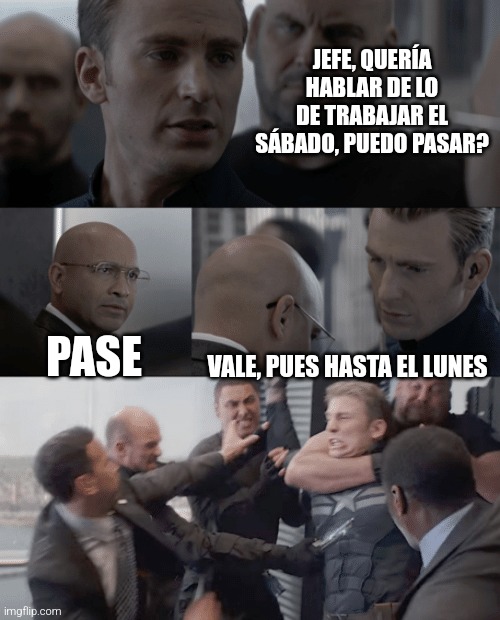 JEFE, QUERÍA
HABLAR DE LO
DE TRABAJAR EL
SÁBADO, PUEDO PASAR?
PASE
VALE, PUES HASTA EL LUNES
imgflip.com